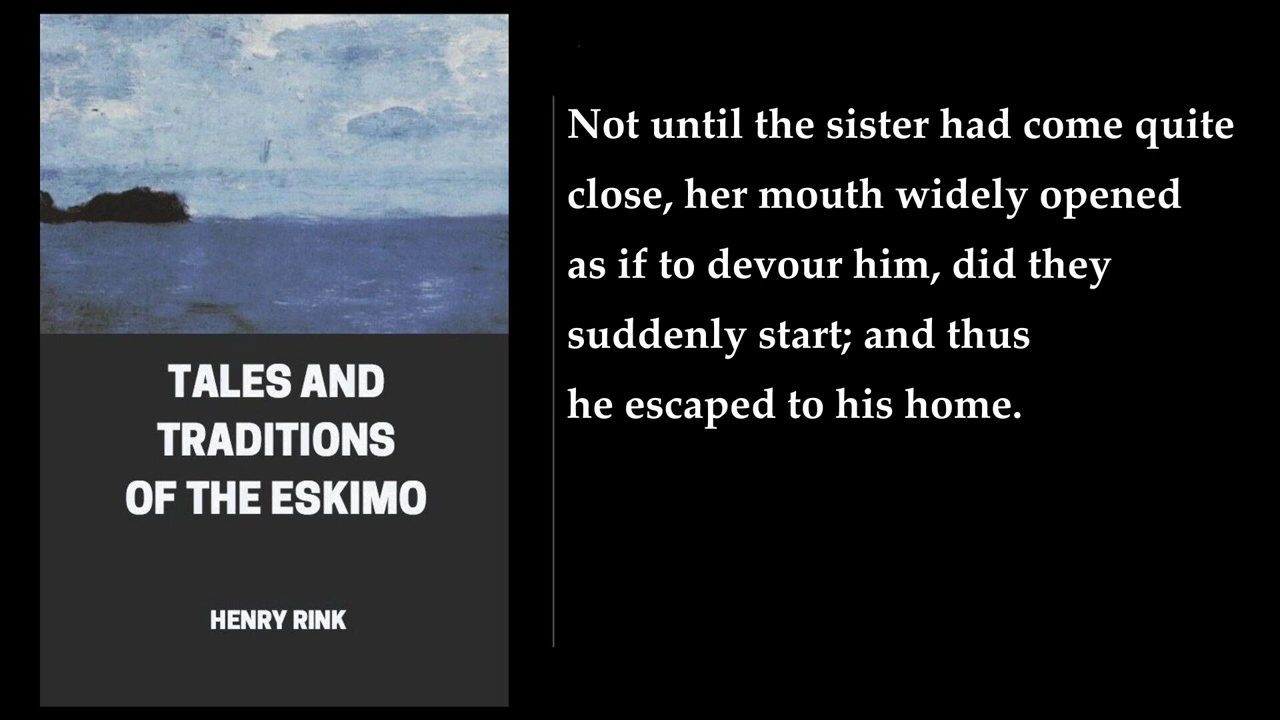 TALES AND
TRADITIONS
OF THE ESKIMO
HENRY RINK
Not until the sister had come quite
close, her mouth widely opened
as if to devour him, did they
suddenly start; and thus
he escaped to his home.